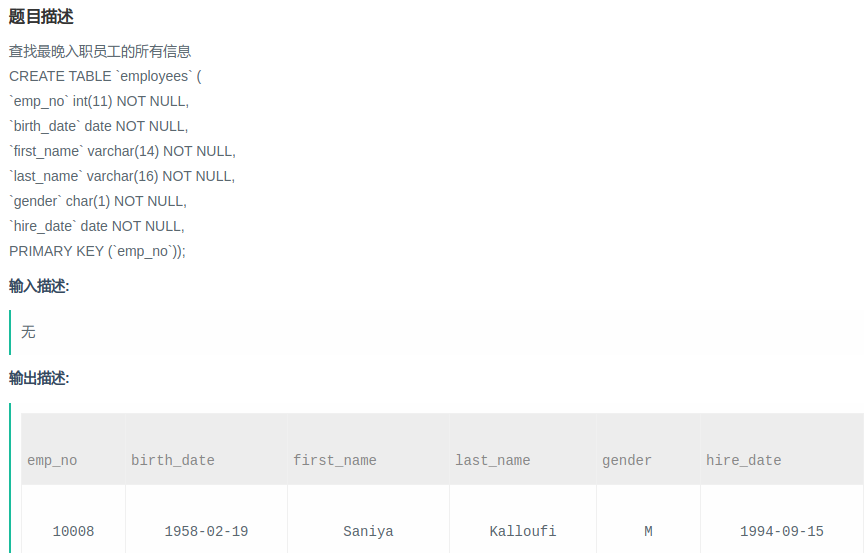 题目描述
查找最晚入职员工的所有信息
CREATE TABLE `employees` (
`emp_no` int(11) NOT NULL,
`birth_date` date NOT NULL,
`first_name` varchar(14) NOT NULL,
`last_name` varchar(16) NOT NULL,
`gender` char(1) NOT NULL,
`hire_date` date NOT NULL,
PRIMARY KEY (`emp_no`));
输入描述:
无
输出描述:
emp_no birth_date first_name last_name gender hire_date
10008 1958-02-19 Saniya Kalloufi M 1994-09-15